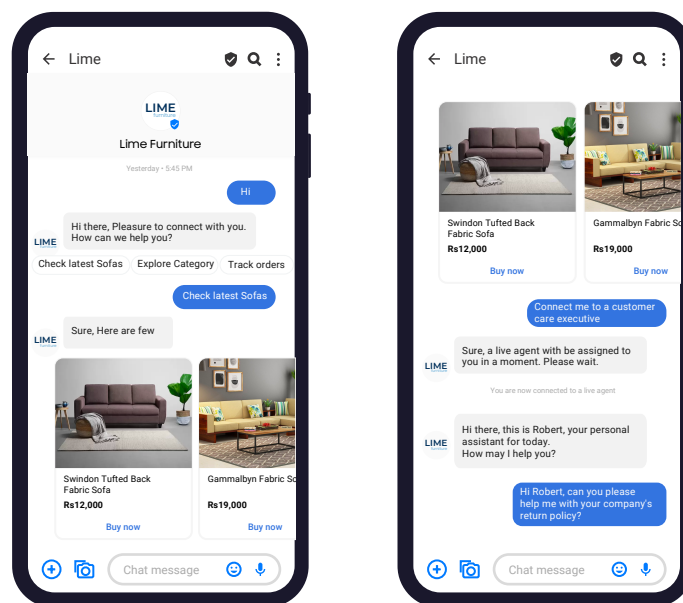 Lime
LIME
furniture
Lime Furniture
Yesterday • 5:45 PM
Hi
Hi there, Pleasure to connect with you.
How can we help you?
LIME
furniture
Check latest Sofas
Explore Category
Track orders
Check latest Sofas
Sure, Here are few
LIME
furniture
Swindon Tufted Back
Fabric Sofa
Rs12,000
Buy now
Gammalbyn Fabric So
Rs19,000
Buy now
Chat message
Lime
Swindon Tufted Back
Fabric Sofa
Rs12,000
Buy now
Gammalbyn Fabric So
Rs19,000
Buy now
Connect me to a customer
care executive
Sure, a live agent with be assigned to
you in a moment. Please wait.
LIME
furniture
You are now connected to a live agent
Hi there, this is Robert, your personal
assistant for today.
How may I help you?
LIME
furniture
Hi Robert, can you please
help me with your company's
return policy?
Chat message